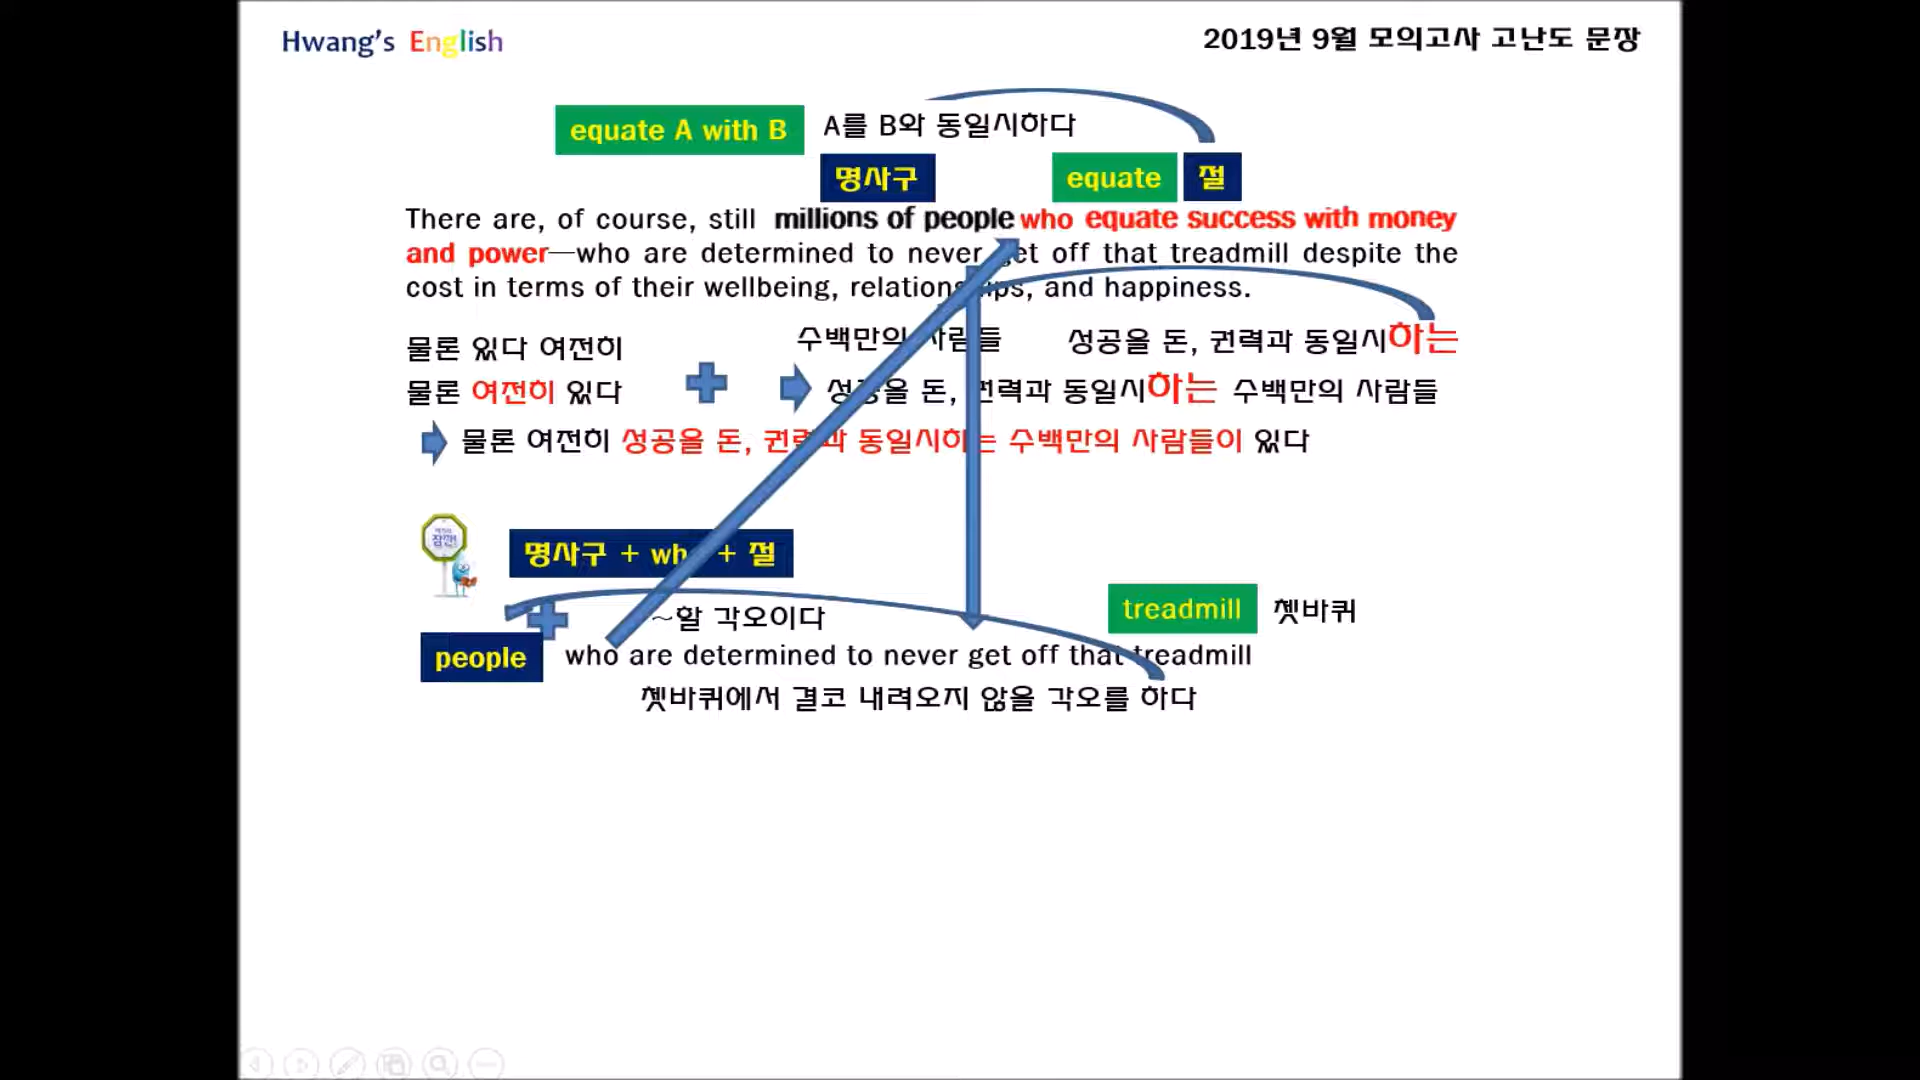 Hwang's English
2019년 9월 모의고사 고난도 문장
equate A with B A를 B와 동일시하다
명사구 equate 절
There are, of course, still millions of people who equate success with money
and power—who are determined to never get off that treadmill despite the
cost in terms of their wellbeing, relationships, and happiness.
물론 있다 여전히 수백만의 사람들 성공을 돈, 권력과 동일시하는
물론 여전히 있다 성공을 돈, 권력과 동일시하는 수백만의 사람들
물론 여전히 성공을 돈, 권력과 동일시하는 수백만의 사람들이 있다
잠깐!
명사구 + who + 절
~할 각오이다 treadmill 쳇바퀴
people who are determined to never get off that treadmill
쳇바퀴에서 결코 내려오지 않을 각오를 하다